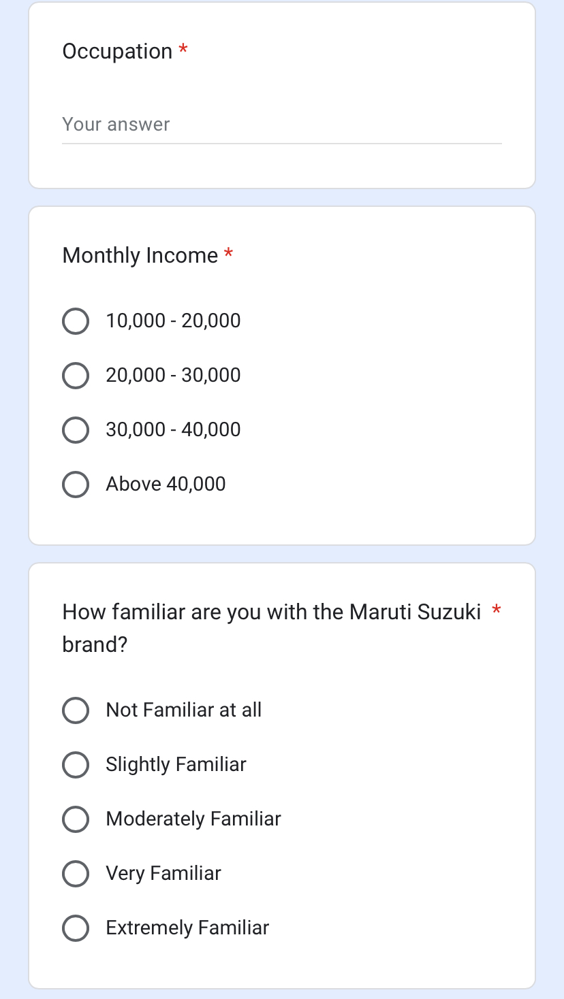 Occupation *
Your answer
Monthly Income *
10,000 - 20,000
20,000 - 30,000
30,000 - 40,000
Above 40,000
How familiar are you with the Maruti Suzuki *
brand?
Not Familiar at all
Slightly Familiar
Moderately Familiar
Very Familiar
Extremely Familiar